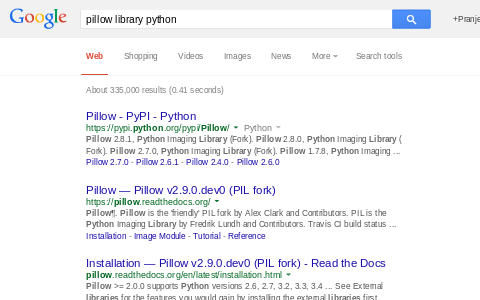 Google pillow library python +Pranje
Web Shopping Videos Images News More Search tools
About 335,000 results (0.41 seconds)
Pillow - PyPI - Python
https://pypi.python.org/pypi/Pillow/ Python
Pillow 2.8.1, Python Imaging Library (Fork). Pillow 2.8.0, Python Imaging Library (
Fork). Pillow 2.7.0, Python Imaging Library (Fork). Pillow 1.7.8, Python Imaging ...
Pillow 2.7.0 - Pillow 2.6.1 - Pillow 2.4.0 - Pillow 2.6.0
Pillow — Pillow v2.9.0.dev0 (PIL fork)
https://pillow.readthedocs.org/
Pillow¶. Pillow is the 'friendly' PIL fork by Alex Clark and Contributors. PIL is the
Python Imaging Library by Fredrik Lundh and Contributors. Travis CI build status ...
Installation - Image Module - Tutorial - Reference
Installation — Pillow v2.9.0.dev0 (PIL fork) - Read the Docs
pillow.readthedocs.org/en/latest/installation.html
Pillow >= 2.0.0 supports Python versions 2.6, 2.7, 3.2, 3.3, 3.4 ... See External
libraries for the features you would gain by installing the external libraries first